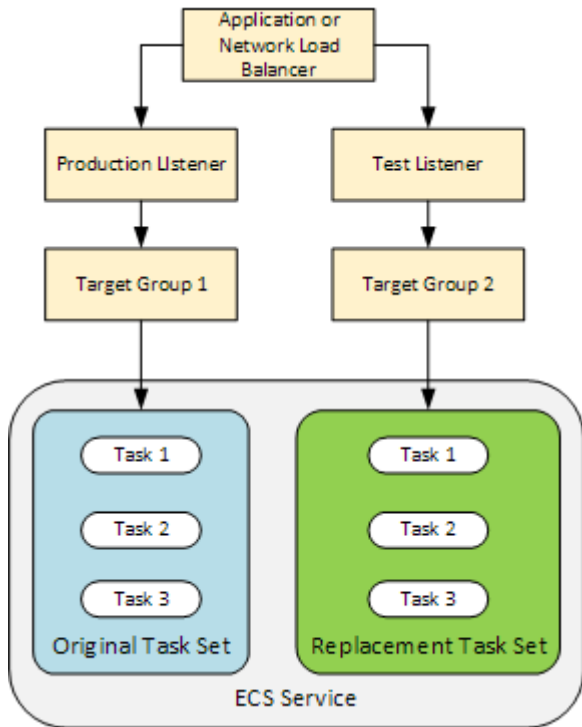 Application or
Network Load
Balancer
Production Listener
Test Listener
Target Group 1
Target Group 2
Task 1
Task 2
Task 3
Original Task Set
Task 1
Task 2
Task 3
Replacement Task Set
ECS Service